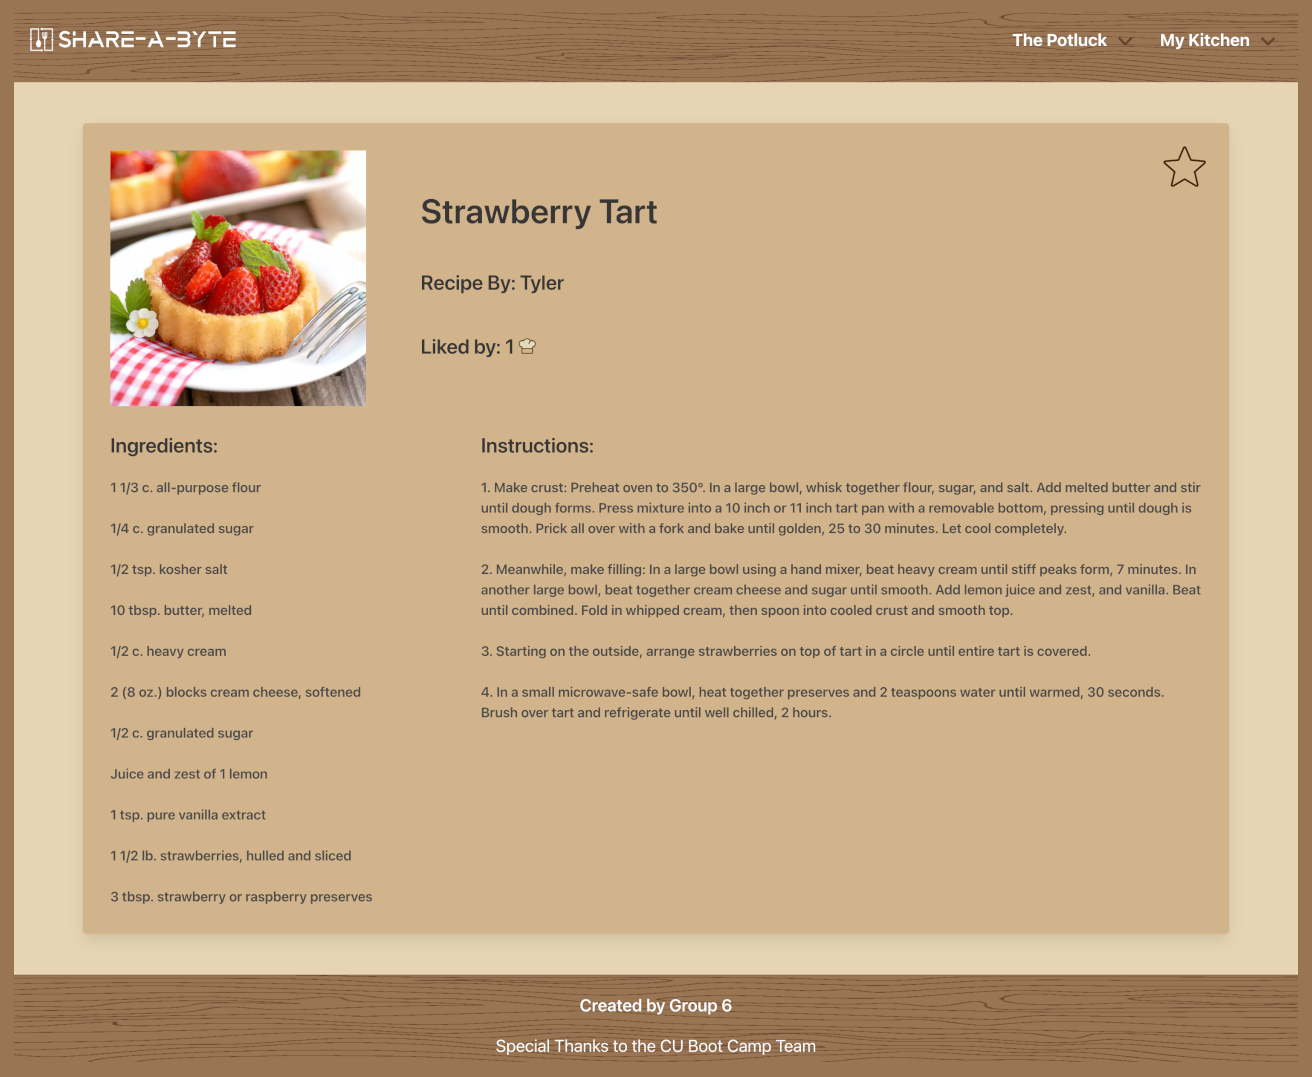 SHARE-A-BYTE
The Potluck
My Kitchen
Strawberry Tart
Recipe By: Tyler
Liked by: 1
Ingredients:
1 1/3 c. all-purpose flour
1/4 c. granulated sugar
1/2 tsp. kosher salt
10 tbsp. butter, melted
1/2 c. heavy cream
2 (8 oz.) blocks cream cheese, softened
1/2 c. granulated sugar
Juice and zest of 1 lemon
1 tsp. pure vanilla extract
1 1/2 lb. strawberries, hulled and sliced
3 tbsp. strawberry or raspberry preserves
Instructions:
1. Make crust: Preheat oven to 350º. In a large bowl, whisk together flour, sugar, and salt. Add melted butter and stir
until dough forms. Press mixture into a 10 inch or 11 inch tart pan with a removable bottom, pressing until dough is
smooth. Prick all over with a fork and bake until golden, 25 to 30 minutes. Let cool completely.
2. Meanwhile, make filling: In a large bowl using a hand mixer, beat heavy cream until stiff peaks form, 7 minutes. In
another large bowl, beat together cream cheese and sugar until smooth. Add lemon juice and zest, and vanilla. Beat
until combined. Fold in whipped cream, then spoon into cooled crust and smooth top.
3. Starting on the outside, arrange strawberries on top of tart in a circle until entire tart is covered.
4. In a small microwave-safe bowl, heat together preserves and 2 teaspoons water until warmed, 30 seconds.
Brush over tart and refrigerate until well chilled, 2 hours.
Created by Group 6
Special Thanks to the CU Boot Camp Team